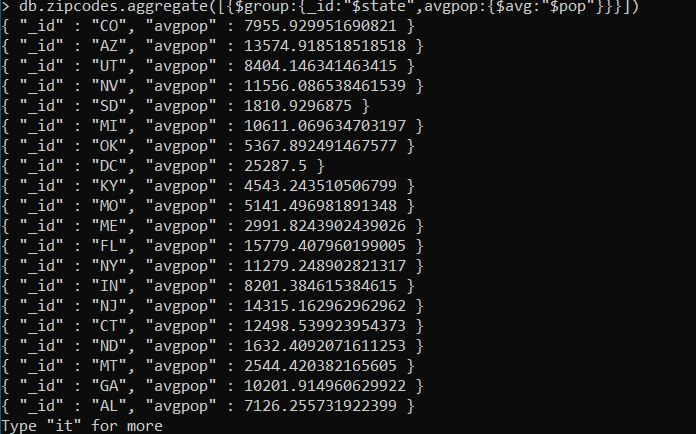 > db.zipcodes.aggregate([{$group:{_id:"$state",avgpop:{$avg:"$pop"}}}])
{ "_id" : "CO", "avgpop" : 7955.929951690821 }
{ "_id" : "AZ", "avgpop" : 13574.918518518518 }
{ "_id" : "UT", "avgpop" : 8404.146341463415 }
{ "_id" : "NV", "avgpop" : 11556.086538461539 }
{ "_id" : "SD", "avgpop" : 1810.9296875 }
{ "_id" : "MI", "avgpop" : 10611.069634703197 }
{ "_id" : "OK", "avgpop" : 5367.892491467577 }
{ "_id" : "DC", "avgpop" : 25287.5 }
{ "_id" : "KY", "avgpop" : 4543.243510506799 }
{ "_id" : "MO", "avgpop" : 5141.496981891348 }
{ "_id" : "ME", "avgpop" : 2991.8243902439026 }
{ "_id" : "FL", "avgpop" : 15779.407960199005 }
{ "_id" : "NY", "avgpop" : 11279.248902821317 }
{ "_id" : "IN", "avgpop" : 8201.384615384615 }
{ "_id" : "NJ", "avgpop" : 14315.162962962962 }
{ "_id" : "CT", "avgpop" : 12498.539923954373 }
{ "_id" : "ND", "avgpop" : 1632.4092071611253 }
{ "_id" : "MT", "avgpop" : 2544.420382165605 }
{ "_id" : "GA", "avgpop" : 10201.914960629922 }
{ "_id" : "AL", "avgpop" : 7126.255731922399 }
Type "it" for more